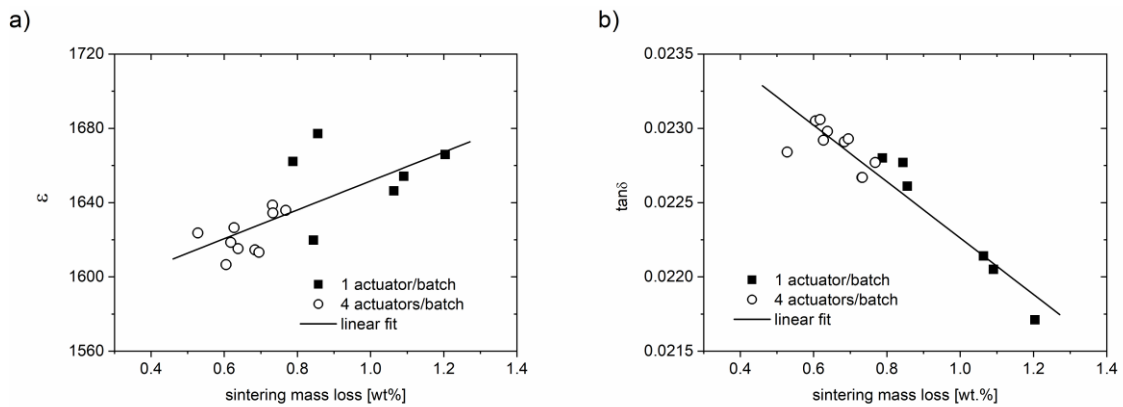 a)
1720
1680
1640
1600
1560
ε
0.4 0.6 0.8 1.0 1.2 1.4
sintering mass loss [wt%]
1 actuator/batch
4 actuators/batch
linear fit
b)
0.0235
0.0230
0.0225
0.0220
0.0215
tanδ
0.4 0.6 0.8 1.0 1.2 1.4
sintering mass loss [wt.%]
1 actuator/batch
4 actuators/batch
linear fit